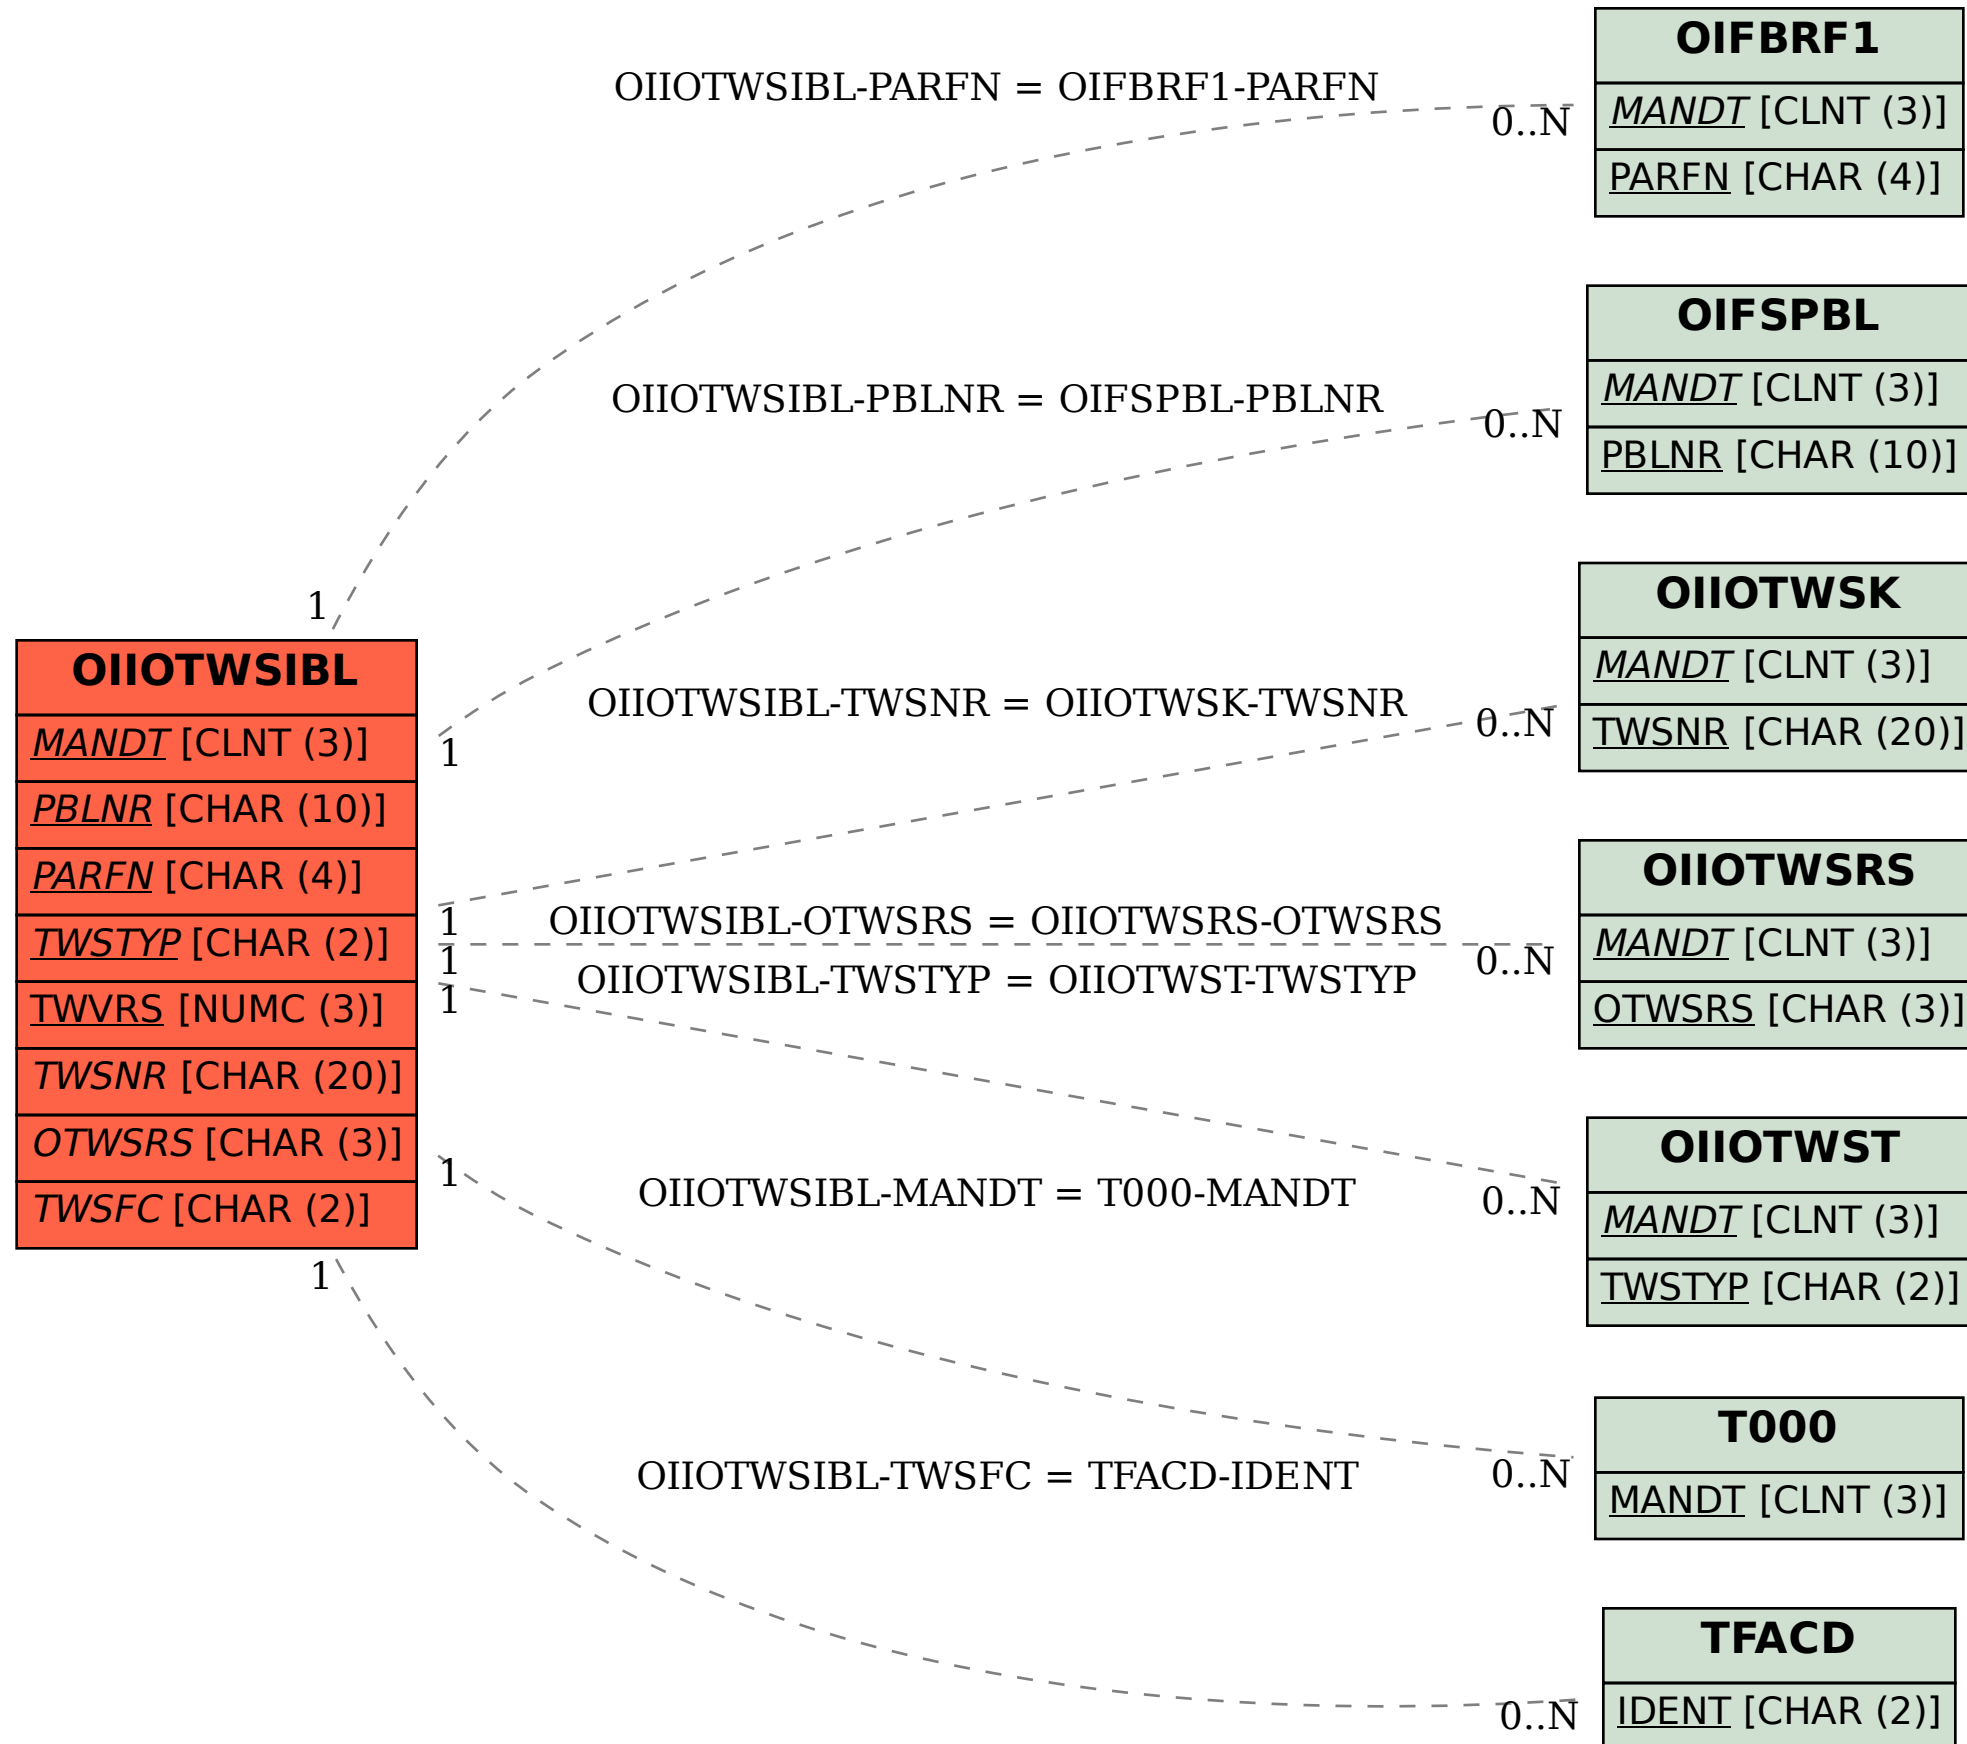 OIFBRF1
MANDT [CLNT (3)]
PARFN [CHAR (4)]
OIIOTWSIBL-PARFN = OIFBRF1-PARFN
0..N
1
OIFSPBL
MANDT [CLNT (3)]
PBLNR [CHAR (10)]
OIIOTWSIBL-PBLNR = OIFSPBL-PBLNR
0..N
1
OIIOTWSK
MANDT [CLNT (3)]
TWSNR [CHAR (20)]
OIIOTWSIBL-TWSNR = OIIOTWSK-TWSNR
0..N
1
OIIOTWSIBL
MANDT [CLNT (3)]
PBLNR [CHAR (10)]
PARFN [CHAR (4)]
TWSTYP [CHAR (2)]
TWVRS [NUMC (3)]
TWSNR [CHAR (20)]
OTWSRS [CHAR (3)]
TWSFC [CHAR (2)]
OIIOTWSRS
MANDT [CLNT (3)]
OTWSRS [CHAR (3)]
OIIOTWSIBL-OTWSRS = OIIOTWSRS-OTWSRS
0..N
1
OIIOTWSIBL-TWSTYP = OIIOTWST-TWSTYP
0..N
1
OIIOTWST
MANDT [CLNT (3)]
TWSTYP [CHAR (2)]
OIIOTWSIBL-MANDT = T000-MANDT
0..N
1
T000
MANDT [CLNT (3)]
OIIOTWSIBL-TWSFC = TFACD-IDENT
0..N
1
TFACD
IDENT [CHAR (2)]